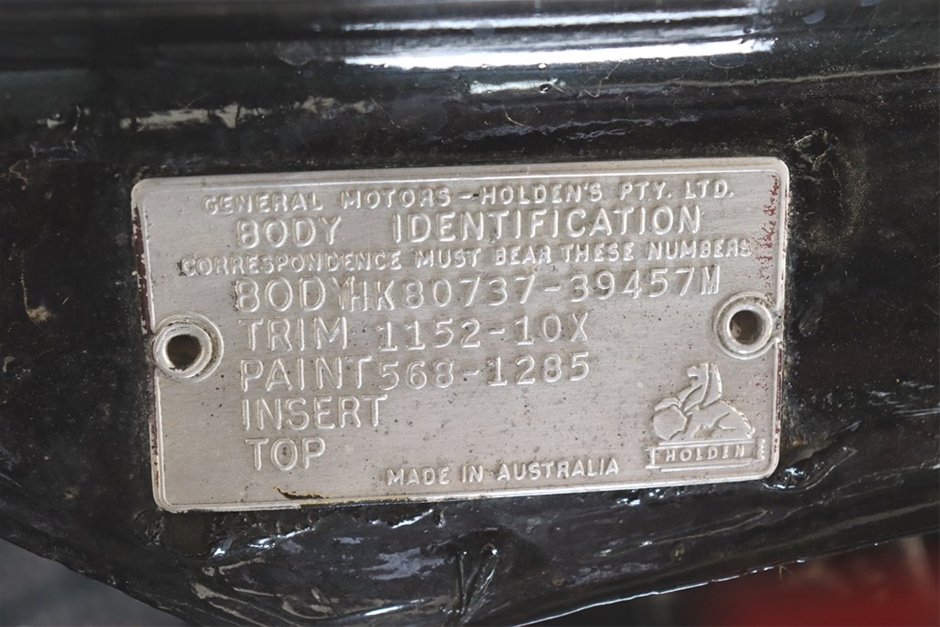 GENERAL MOTORS-HOLDEN'S PTY. LTD.
BODY IDENTIFICATION
CORRESPONDENCE MUST BEAR THESE NUMBERS
BODY HK80737-39457M
TRIM 1152-10X
PAINT 568-1285
INSERT
TOP
HOLDEN
MADE IN AUSTRALIA